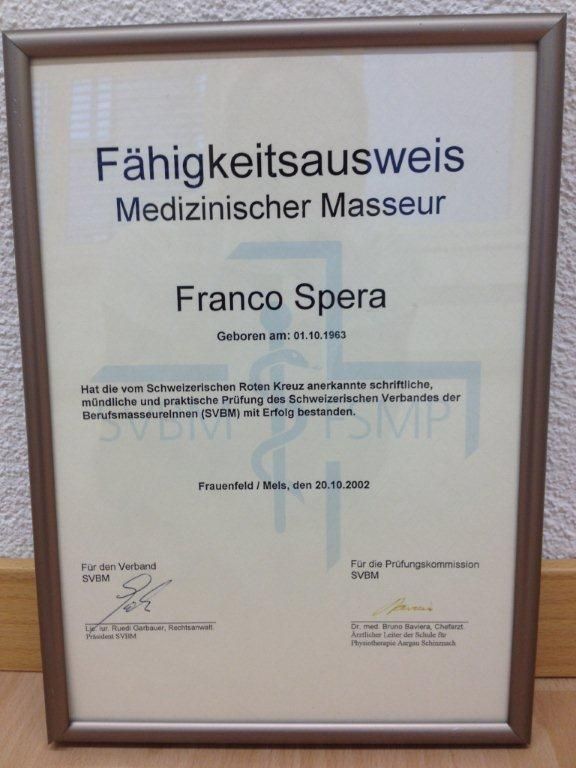 Fähigkeitsausweis
Medizinischer Masseur
Franco Spera
Geboren am: 01.10.1963
Hat die vom Schweizerischen Roten Kreuz anerkannte schriftliche,
mündliche und praktische Prüfung des Schweizerischen Verbandes der
BerufsmasseureInnen (SVBM) mit Erfolg bestanden.
SVBM FSMP
Frauenfeld / Mels, den 20.10.2002
Für den Verband
SVBM
Lic. iur. Ruedi Garbauer, Rechtsanwalt.
Präsident SVBM
Für die Prüfungskommission
SVBM
Dr. med. Bruno Baviera, Chefarzt.
Ärztlicher Leiter der Schule für
Physiotherapie Aargau Schinznach